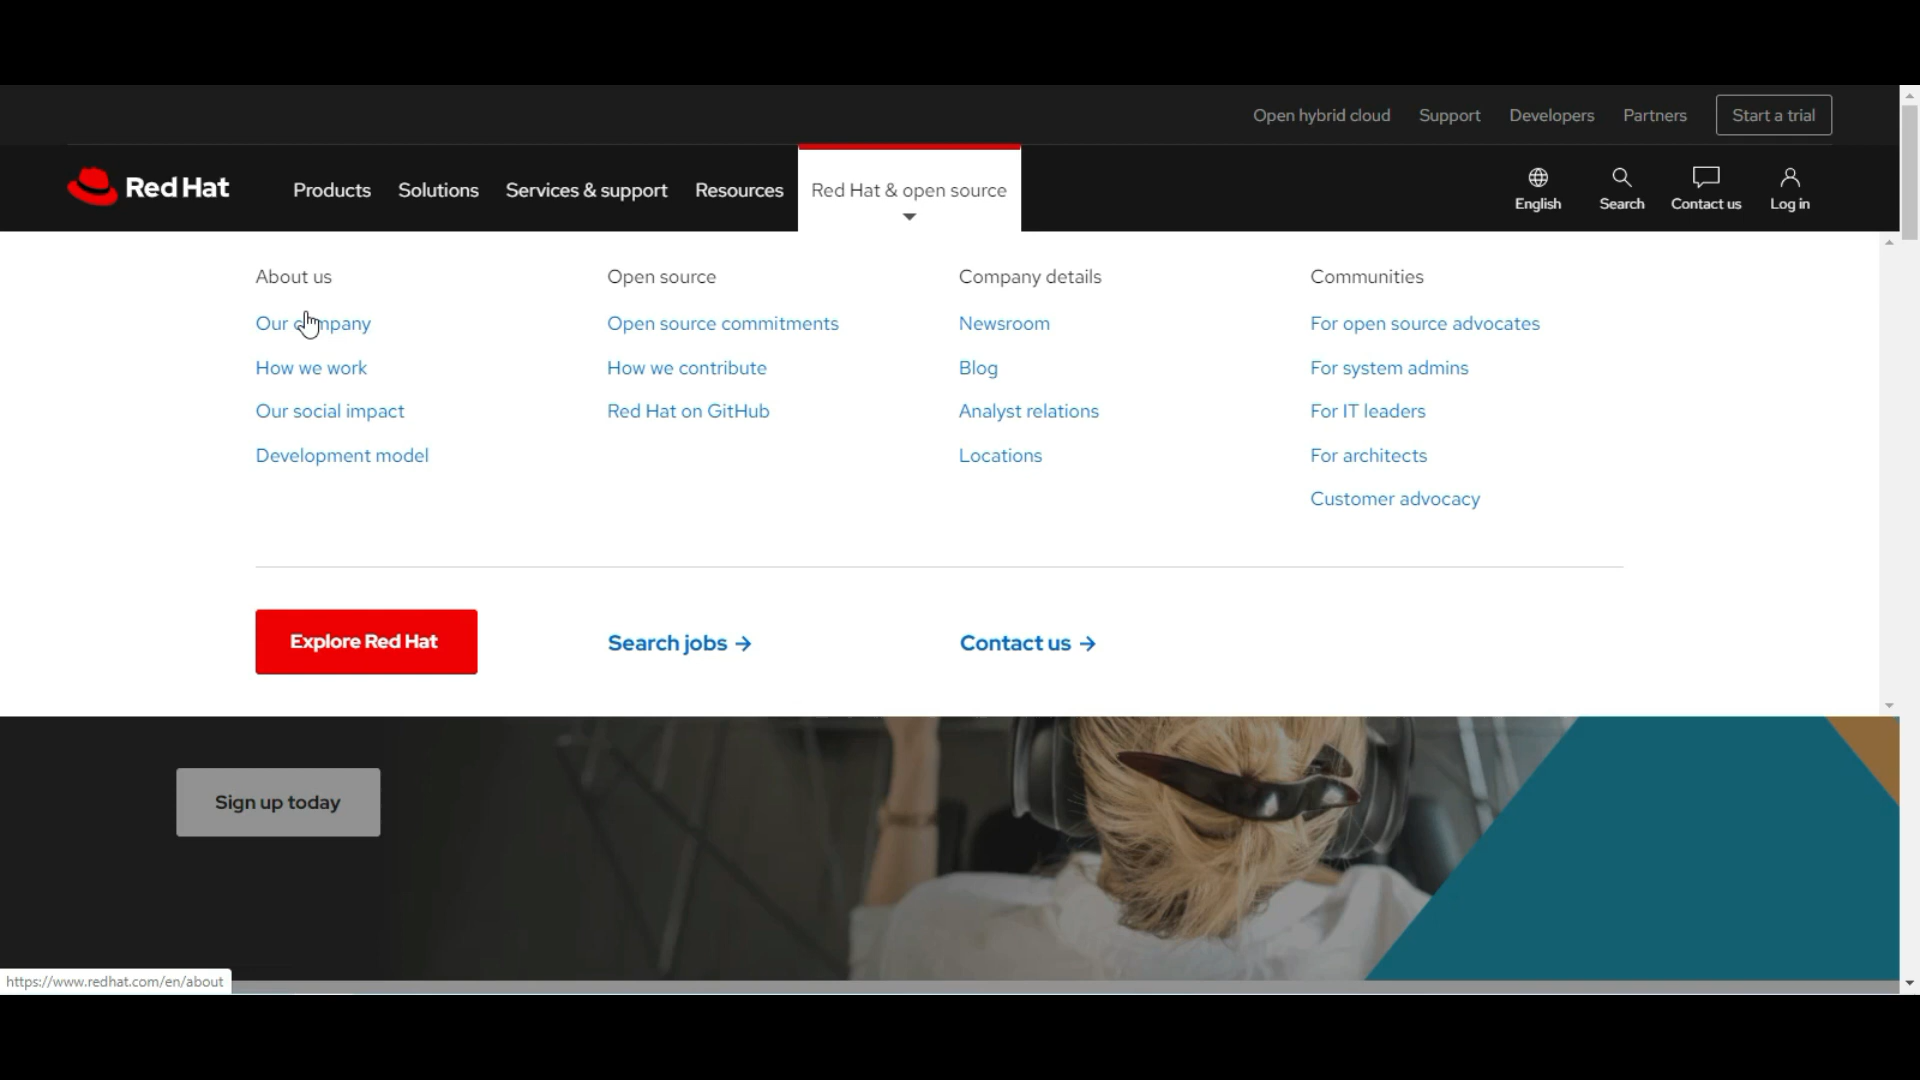 Open hybrid cloud Support Developers Partners Start a trial
Red Hat Products Solutions Services & support Resources Red Hat & open source English Search Contact us Log in
About us Open source Company details Communities
Our company Open source commitments Newsroom For open source advocates
How we work How we contribute Blog For system admins
Our social impact Red Hat on GitHub Analyst relations For IT leaders
Development model Locations For architects
Customer advocacy
Explore Red Hat Search jobs → Contact us →
Sign up today
https://www.redhat.com/en/about